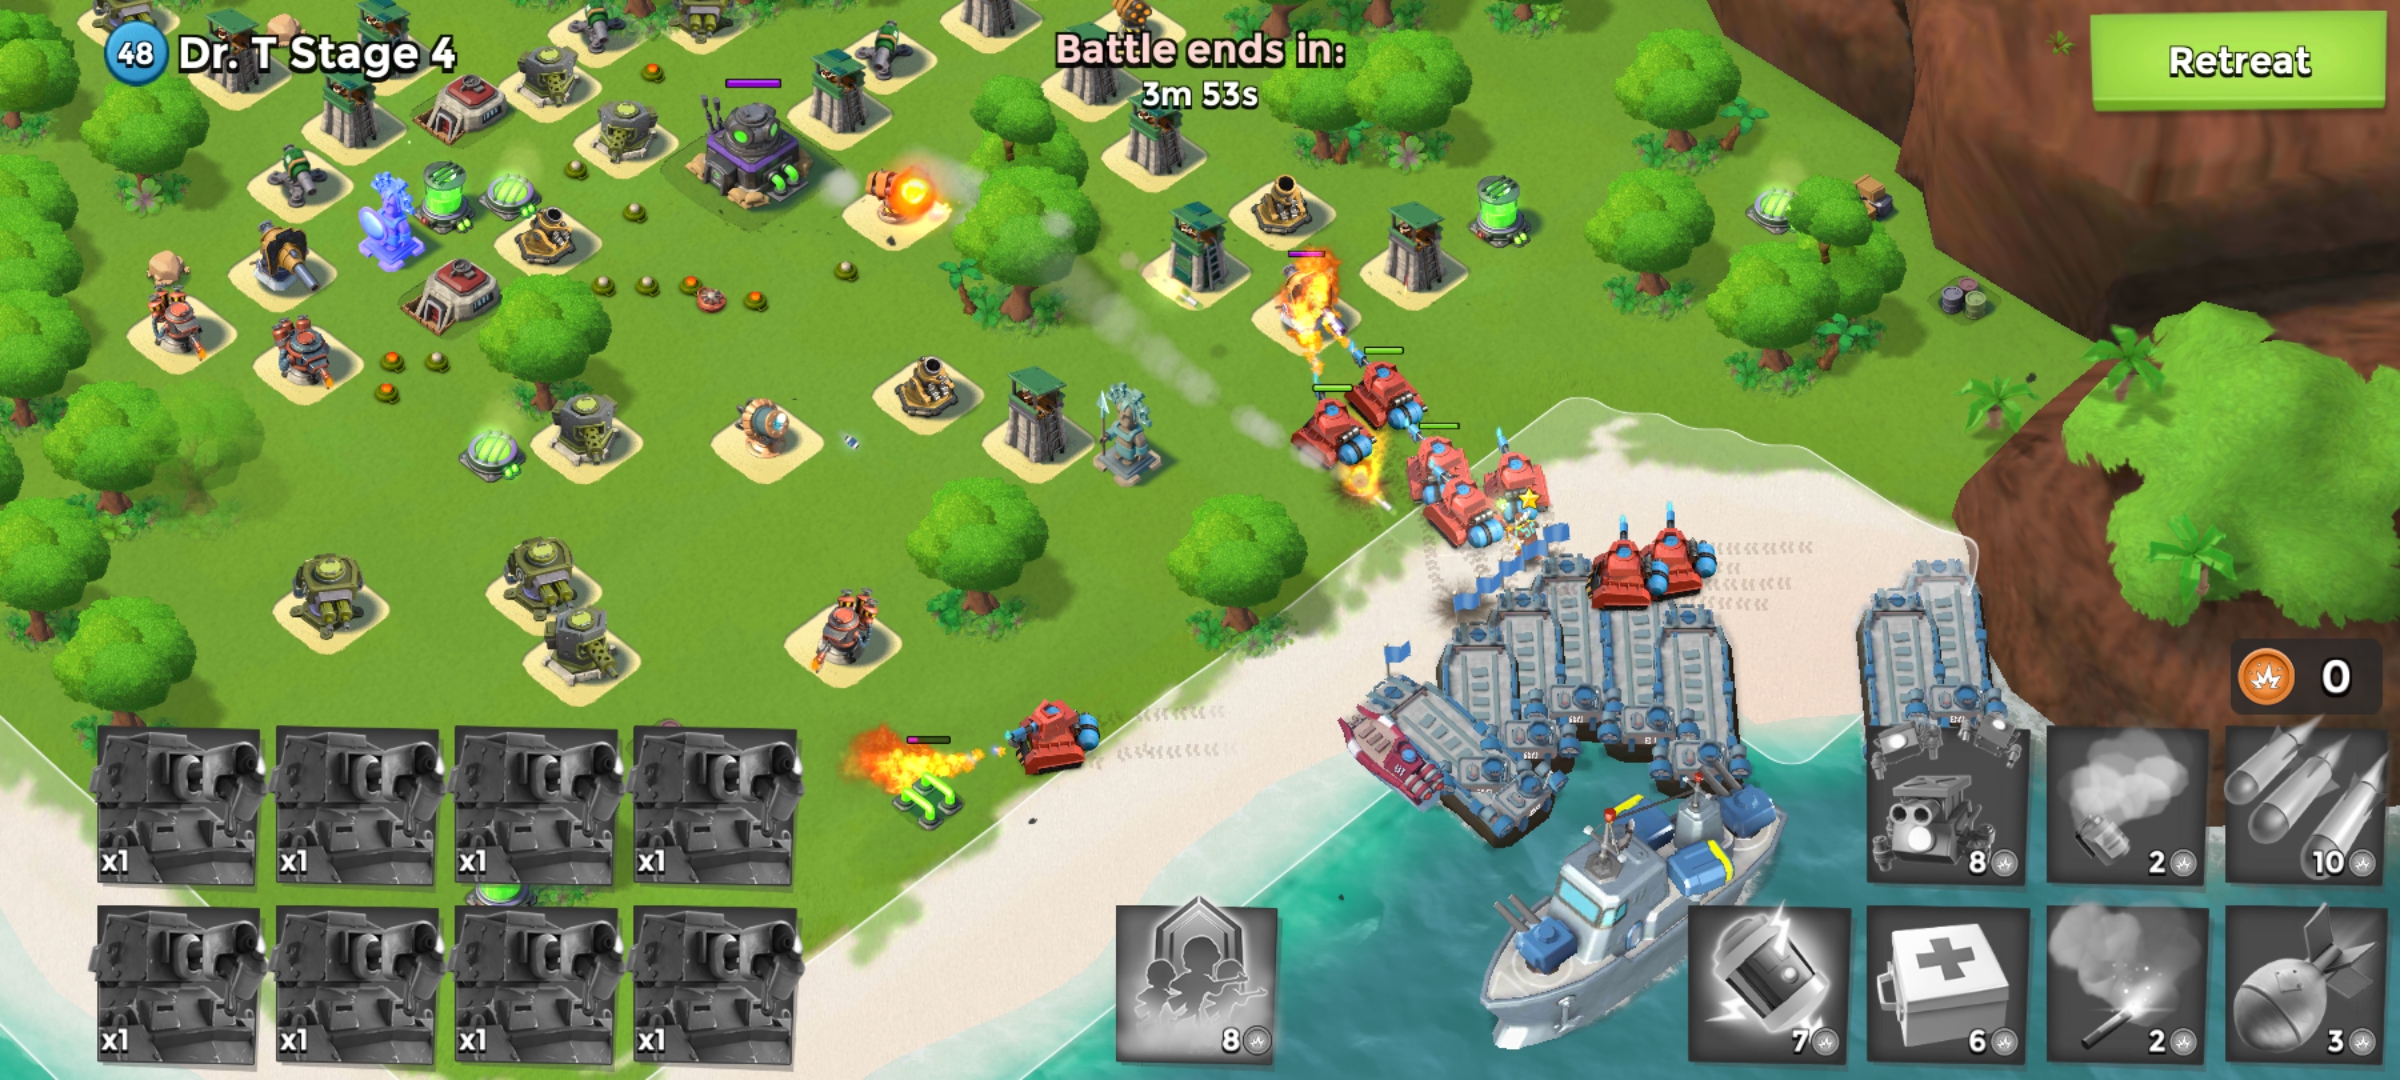 48 Dr. T Stage 4
Battle ends in:
3m 53s
Retreat
0
x1 x1 x1 x1
8 2 10
x1 x1 x1 x1
8 7 6 2 3